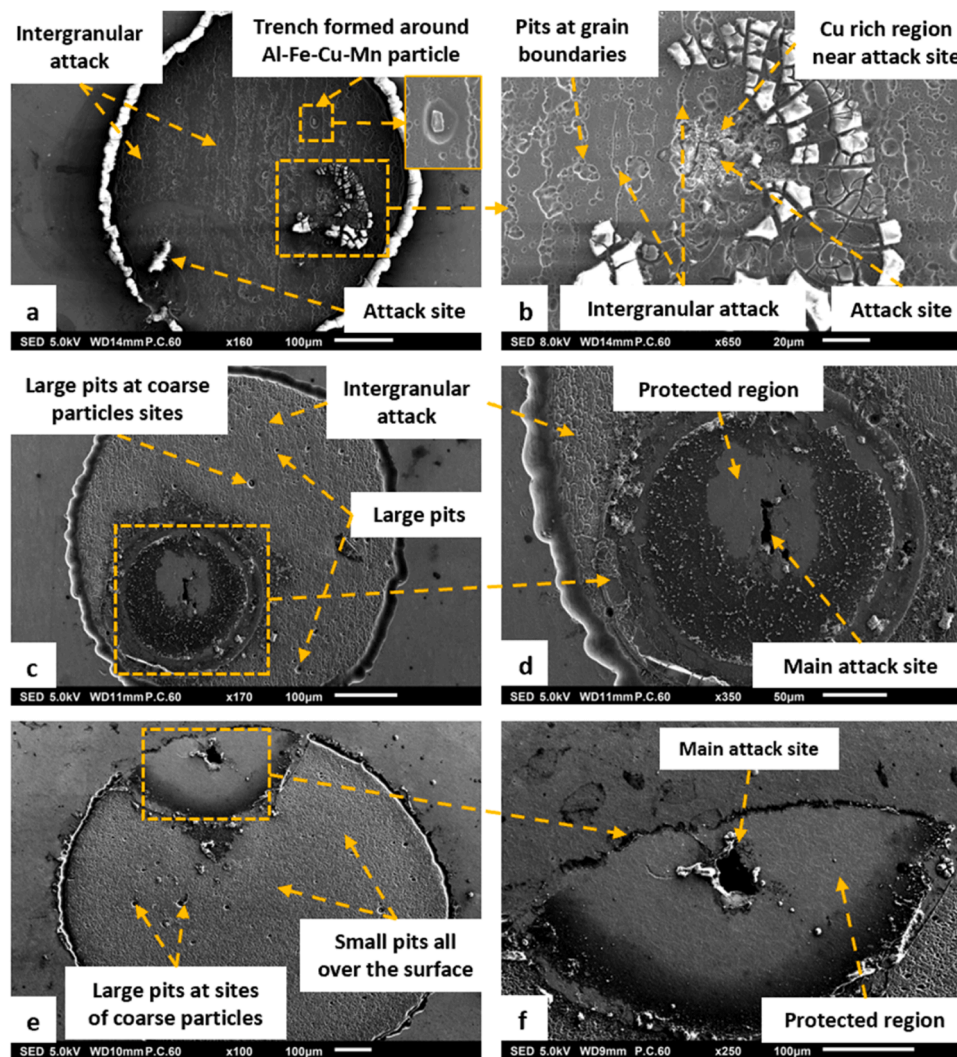 Intergranular
attack
Trench formed around
Al-Fe-Cu-Mn particle
Attack site
a
SED 5.0kV WD14mm P.C.60 x160 100μm
Pits at grain
boundaries
Cu rich region
near attack site
Intergranular attack
Attack site
b
SED 8.0kV WD14mm P.C.60 x650 20μm
Large pits at coarse
particles sites
Intergranular
attack
Large pits
c
SED 5.0kV WD11mm P.C.60 x170 100μm
Protected region
Main attack site
d
SED 5.0kV WD11mm P.C.60 x350 50μm
Small pits all
over the surface
Large pits at sites
of coarse particles
e
SED 5.0kV WD10mm P.C.60 x100 100μm
Main attack site
Protected region
f
SED 5.0kV WD9mm P.C.60 x250 100μm